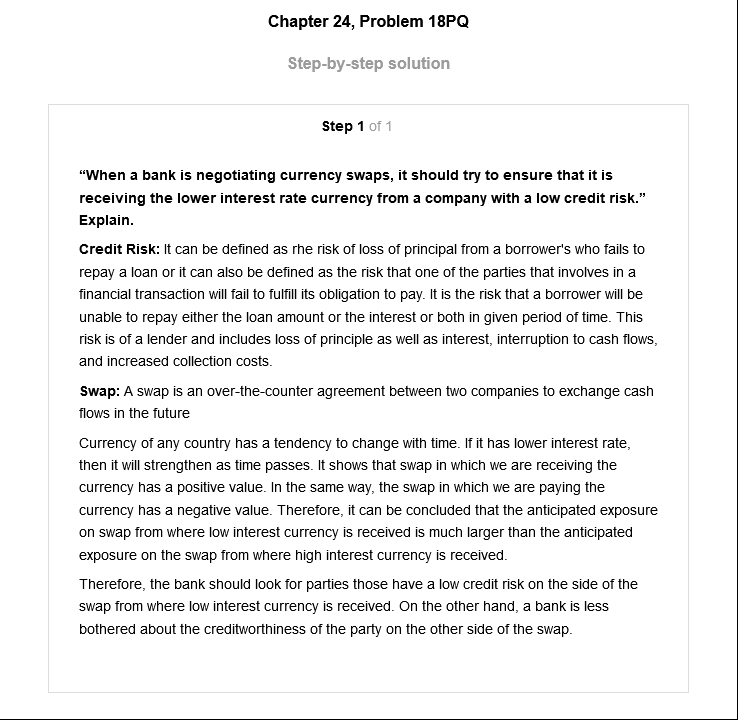 Chapter 24, Problem 18PQ
Step-by-step solution
Step 1 of 1
“When a bank is negotiating currency swaps, it should try to ensure that it is
receiving the lower interest rate currency from a company with a low credit risk.”
Explain.
Credit Risk: It can be defined as rhe risk of loss of principal from a borrower's who fails to
repay a loan or it can also be defined as the risk that one of the parties that involves in a
financial transaction will fail to fulfill its obligation to pay. It is the risk that a borrower will be
unable to repay either the loan amount or the interest or both in given period of time. This
risk is of a lender and includes loss of principle as well as interest, interruption to cash flows,
and increased collection costs.
Swap: A swap is an over-the-counter agreement between two companies to exchange cash
flows in the future
Currency of any country has a tendency to change with time. If it has lower interest rate,
then it will strengthen as time passes. It shows that swap in which we are receiving the
currency has a positive value. In the same way, the swap in which we are paying the
currency has a negative value. Therefore, it can be concluded that the anticipated exposure
on swap from where low interest currency is received is much larger than the anticipated
exposure on the swap from where high interest currency is received.
Therefore, the bank should look for parties those have a low credit risk on the side of the
swap from where low interest currency is received. On the other hand, a bank is less
bothered about the creditworthiness of the party on the other side of the swap.